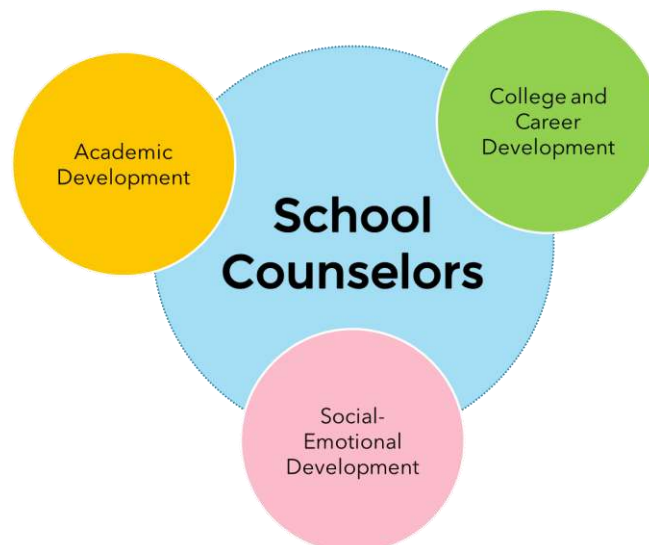 Academic
Development
College and
Career
Development
School
Counselors
Social-
Emotional
Development